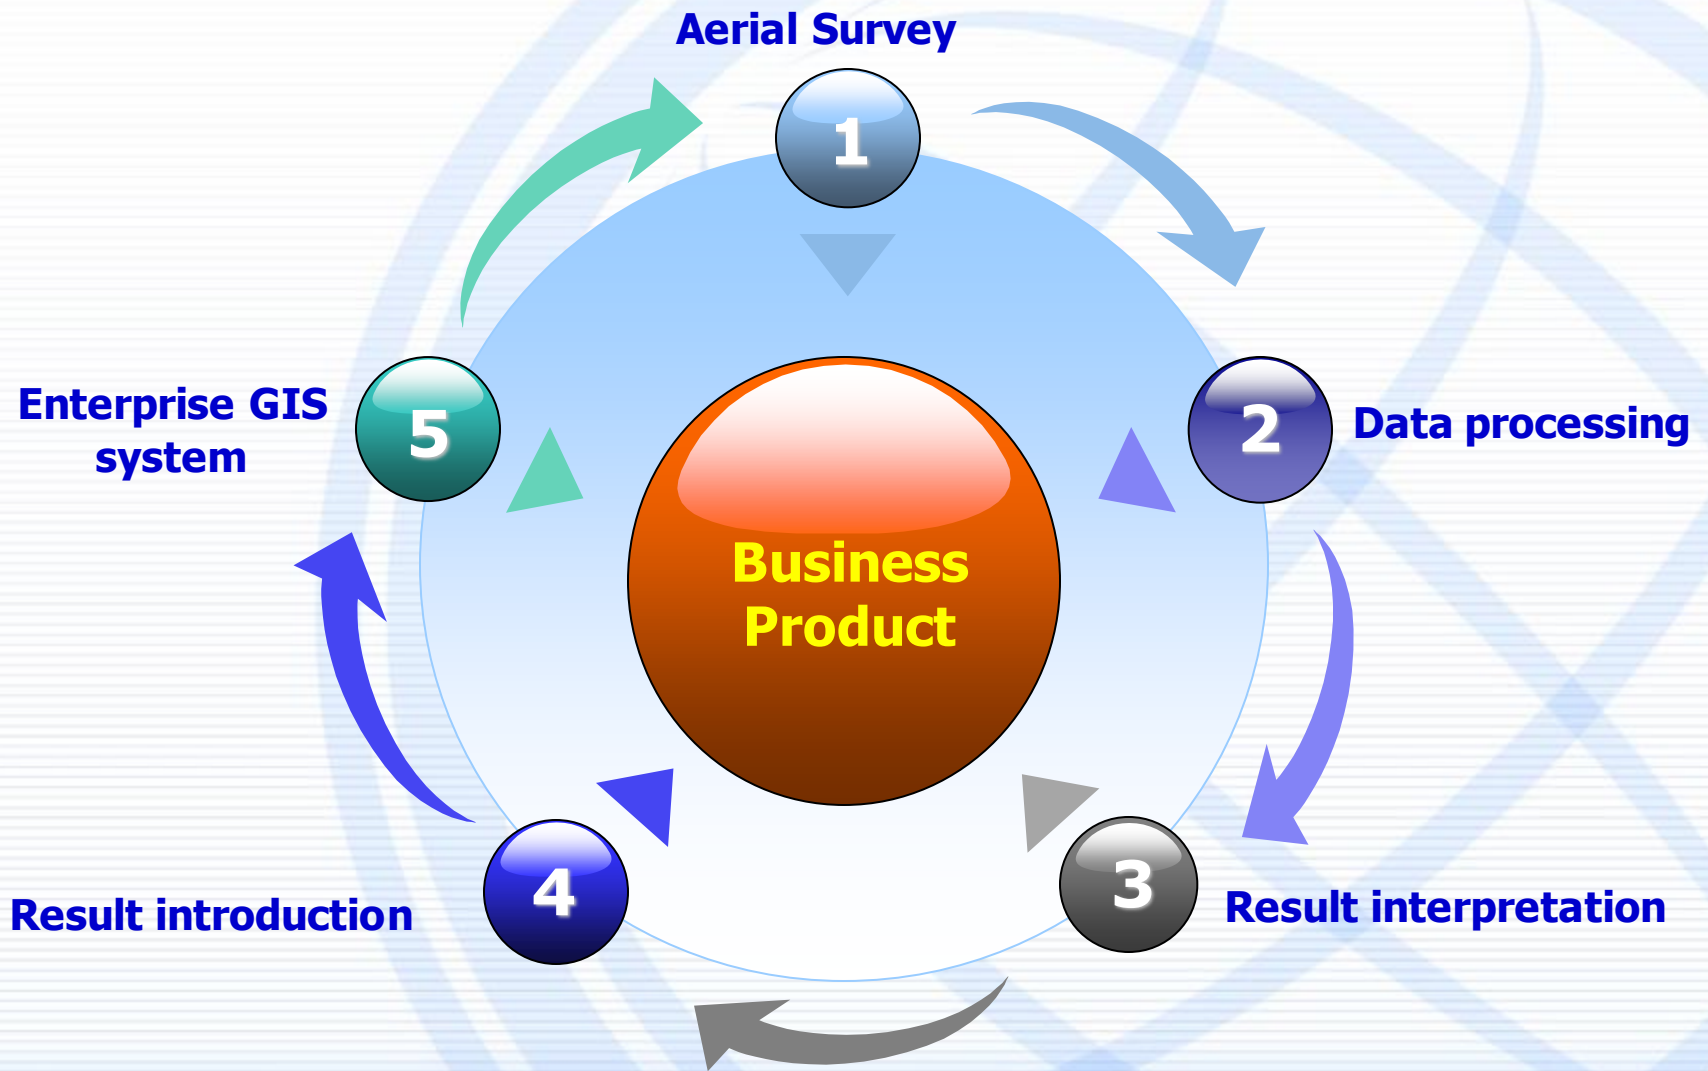 Aerial Survey
1
2
Data processing
3
Result interpretation
4
Result introduction
5
Enterprise GIS
system
Business
Product